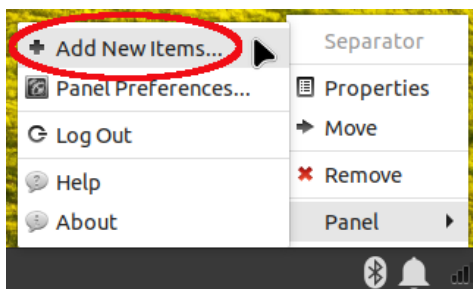 Add New Items...
Panel Preferences...
Log Out
Help
About
Separator
Properties
Move
Remove
Panel